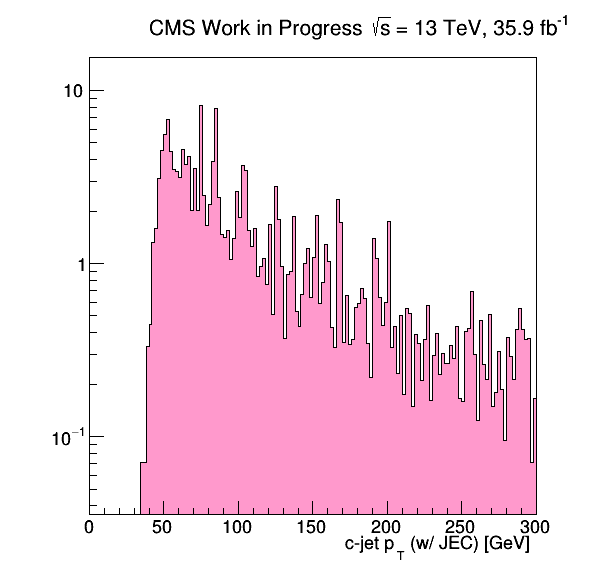 CMS Work in Progress √s = 13 TeV, 35.9 fb⁻¹
10
1
10⁻¹
0 50 100 150 200 250 300
c-jet p_T (w/ JEC) [GeV]